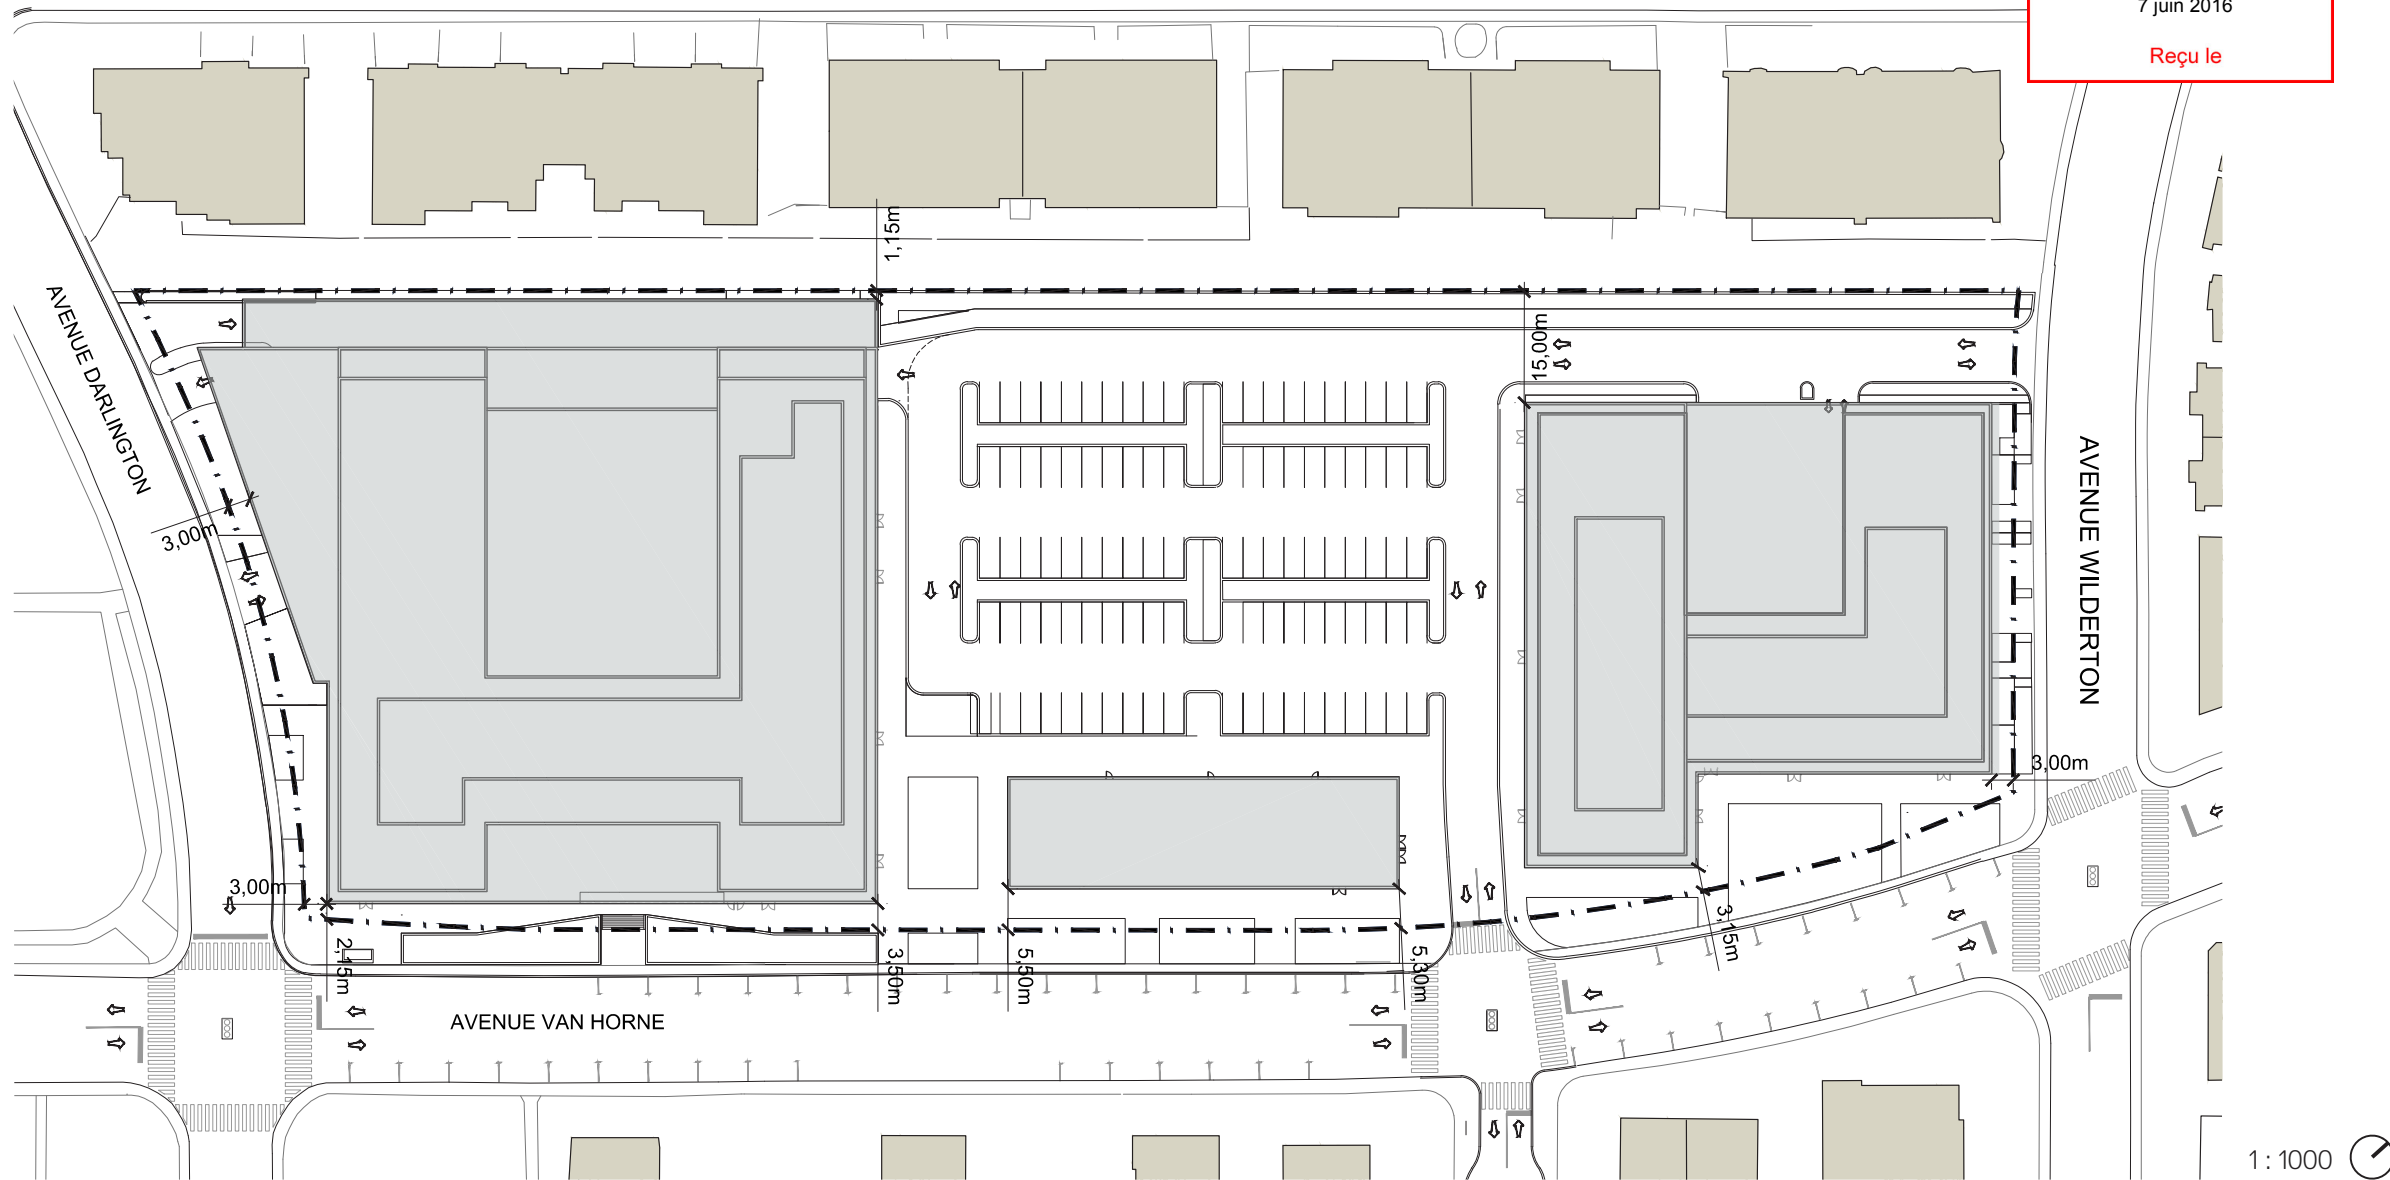 7 juin 2016
Reçu le
1,15m
AVENUE DARLINGTON
15,00m
3,00m
AVENUE WILDERTON
3,00m
3,00m
2,15m
3,50m
5,50m
5,30m
3,15m
AVENUE VAN HORNE
1 : 1000